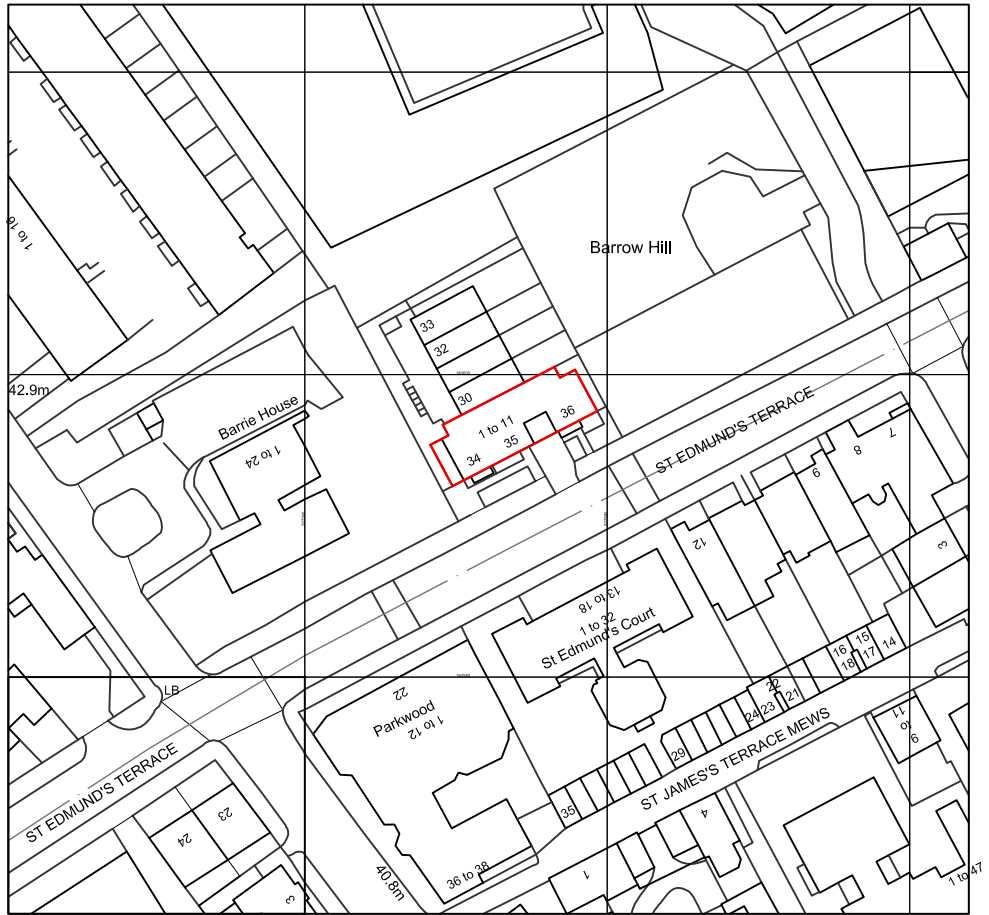 1 to 16
Barrow Hill
33
32
30
42.9m
Barrie House
1 to 24
1 to 11
34
35
36
ST EDMUND'S TERRACE
7
8
9
12
3
13 to 18
1 to 32
St Edmund's Court
16
15
18
17
14
22
24
23
21
LB
22
Parkwood
1 to 12
29
ST JAMES'S TERRACE MEWS
11
to
9
ST EDMUND'S TERRACE
23
24
35
4
3
40.8m
36 to 38
1
1 to 47